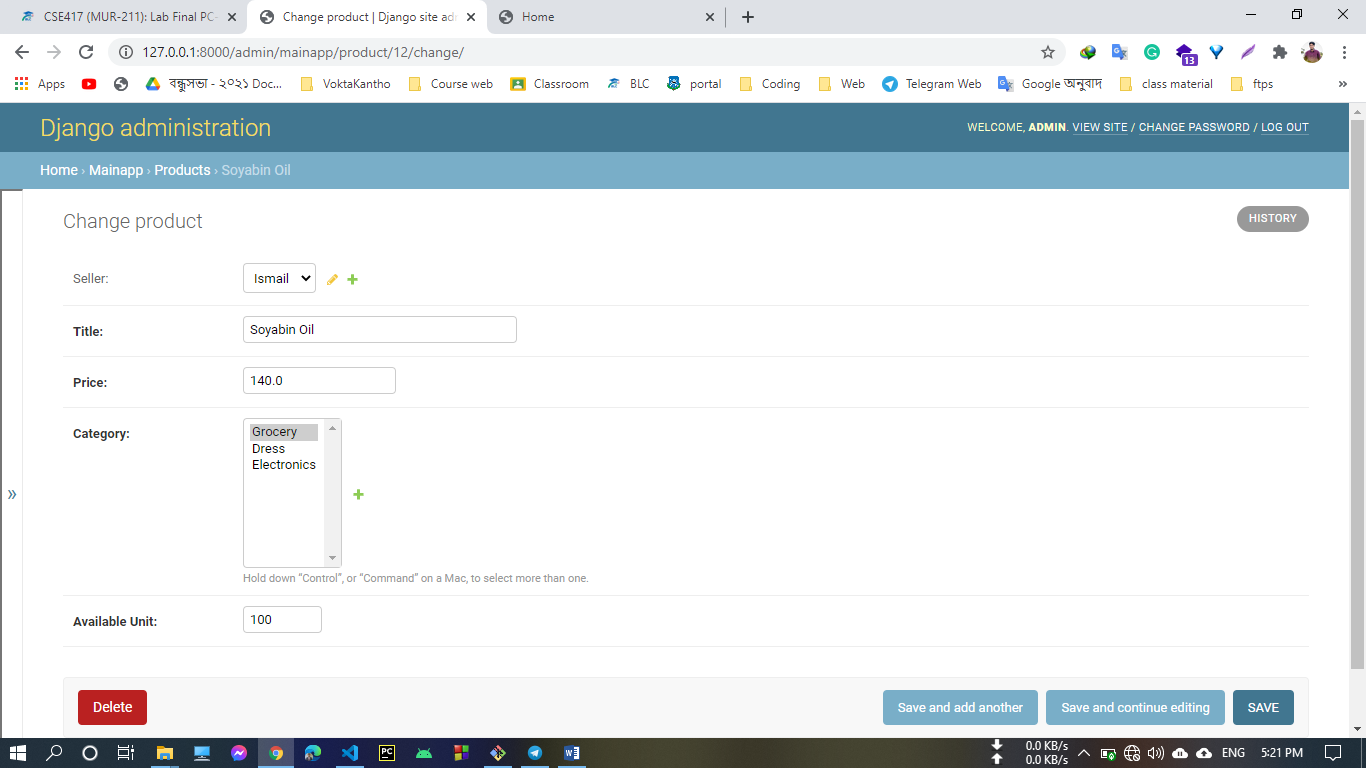 CSE417 (MUR-211): Lab Final PC-
Change product | Django site adr
Home
127.0.0.1:8000/admin/mainapp/product/12/change/
13
Apps
বন্ধুসভা - ২০২১ Doc...
VoktaKantho
Course web
Classroom
BLC
portal
Coding
Web
Telegram Web
Google অনুবাদ
class material
ftps
Django administration
WELCOME, ADMIN. VIEW SITE / CHANGE PASSWORD / LOG OUT
Home › Mainapp › Products › Soyabin Oil
Change product
HISTORY
Seller:
Ismail
Title:
Soyabin Oil
Price:
140.0
Category:
Grocery
Dress
Electronics
Hold down “Control”, or “Command” on a Mac, to select more than one.
Available Unit:
100
Delete
Save and add another
Save and continue editing
SAVE
PC
0.0 KB/s
0.0 KB/s
ENG
5:21 PM